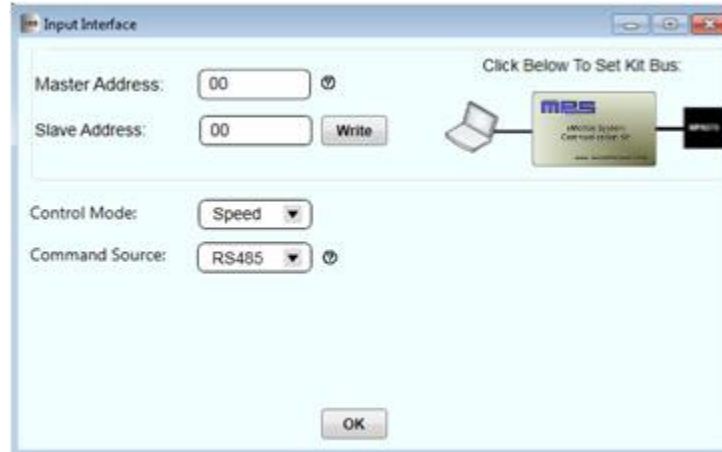 Input Interface
Master Address: 00
Click Below To Set Kit Bus:
Slave Address: 00 Write
mps
Control Mode: Speed
Command Source: RS485
OK